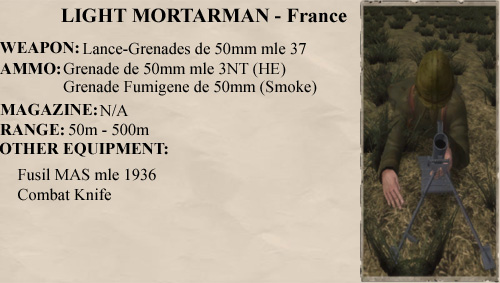 LIGHT MORTARMAN - France
WEAPON: Lance-Grenades de 50mm mle 37
AMMO: Grenade de 50mm mle 3NT (HE)
Grenade Fumigene de 50mm (Smoke)
MAGAZINE: N/A
RANGE: 50m - 500m
OTHER EQUIPMENT:
Fusil MAS mle 1936
Combat Knife